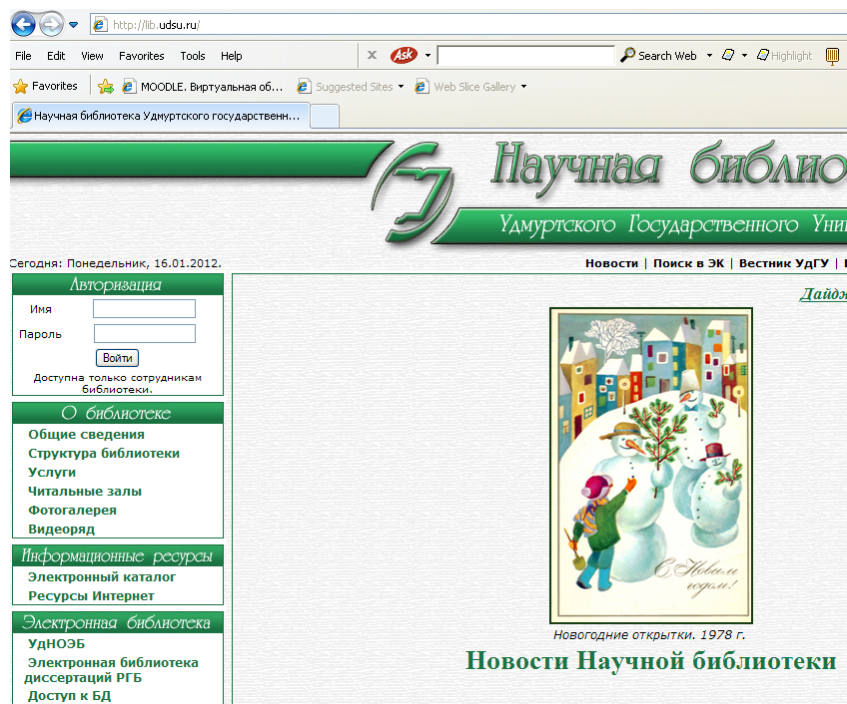 http://lib.udsu.ru/
File Edit View Favorites Tools Help
x Ask Search Web Highlight
Favorites MOODLE. Виртуальная об... Suggested Sites Web Slice Gallery
Научная библиотека Удмуртского государственн...
Научная библио
Удмуртского Государственного Уни
Сегодня: Понедельник, 16.01.2012.
Новости | Поиск в ЭК | Вестник УдГУ |
Авторизация
Имя
Пароль
Войти
Доступна только сотрудникам
библиотеки.
О библиотеке
Общие сведения
Структура библиотеки
Услуги
Читальные залы
Фотогалерея
Видеоряд
Информационные ресурсы
Электронный каталог
Ресурсы Интернет
Электронная библиотека
УдНОЭБ
Электронная библиотека
диссертаций РГБ
Доступ к БД
Дайдж
С Новым
годом!
Новогодние открытки. 1978 г.
Новости Научной библиотеки